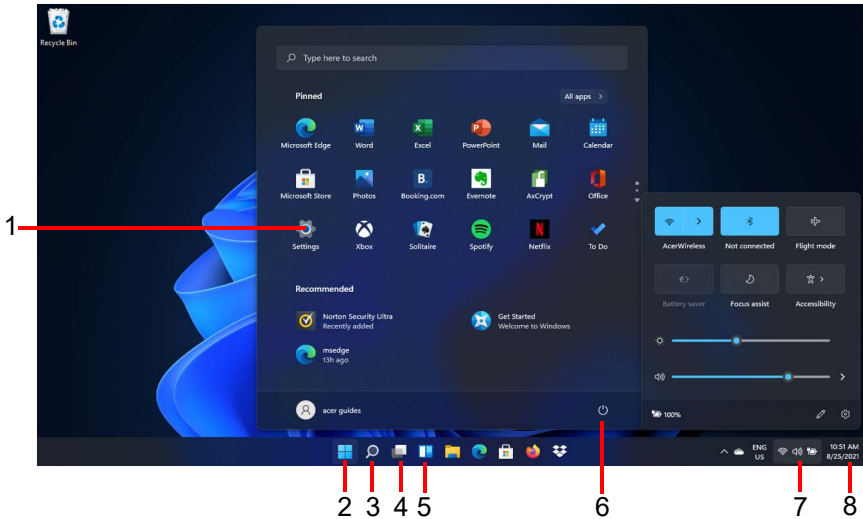 Recycle Bin
Type here to search
Pinned
All apps >
Microsoft Edge Word Excel PowerPoint Mail Calendar
Microsoft Store Photos Booking.com Evernote AxCrypt Office
Settings Xbox Solitaire Spotify Netflix To Do
Recommended
Norton Security Ultra
Recently added
Get Started
Welcome to Windows
msedge
13h ago
acer guides
AcerWireless Not connected Flight mode
Battery saver Focus assist Accessibility
100%
ENG
US
10:51 AM
8/25/2021
1
2 3 4 5 6 7 8